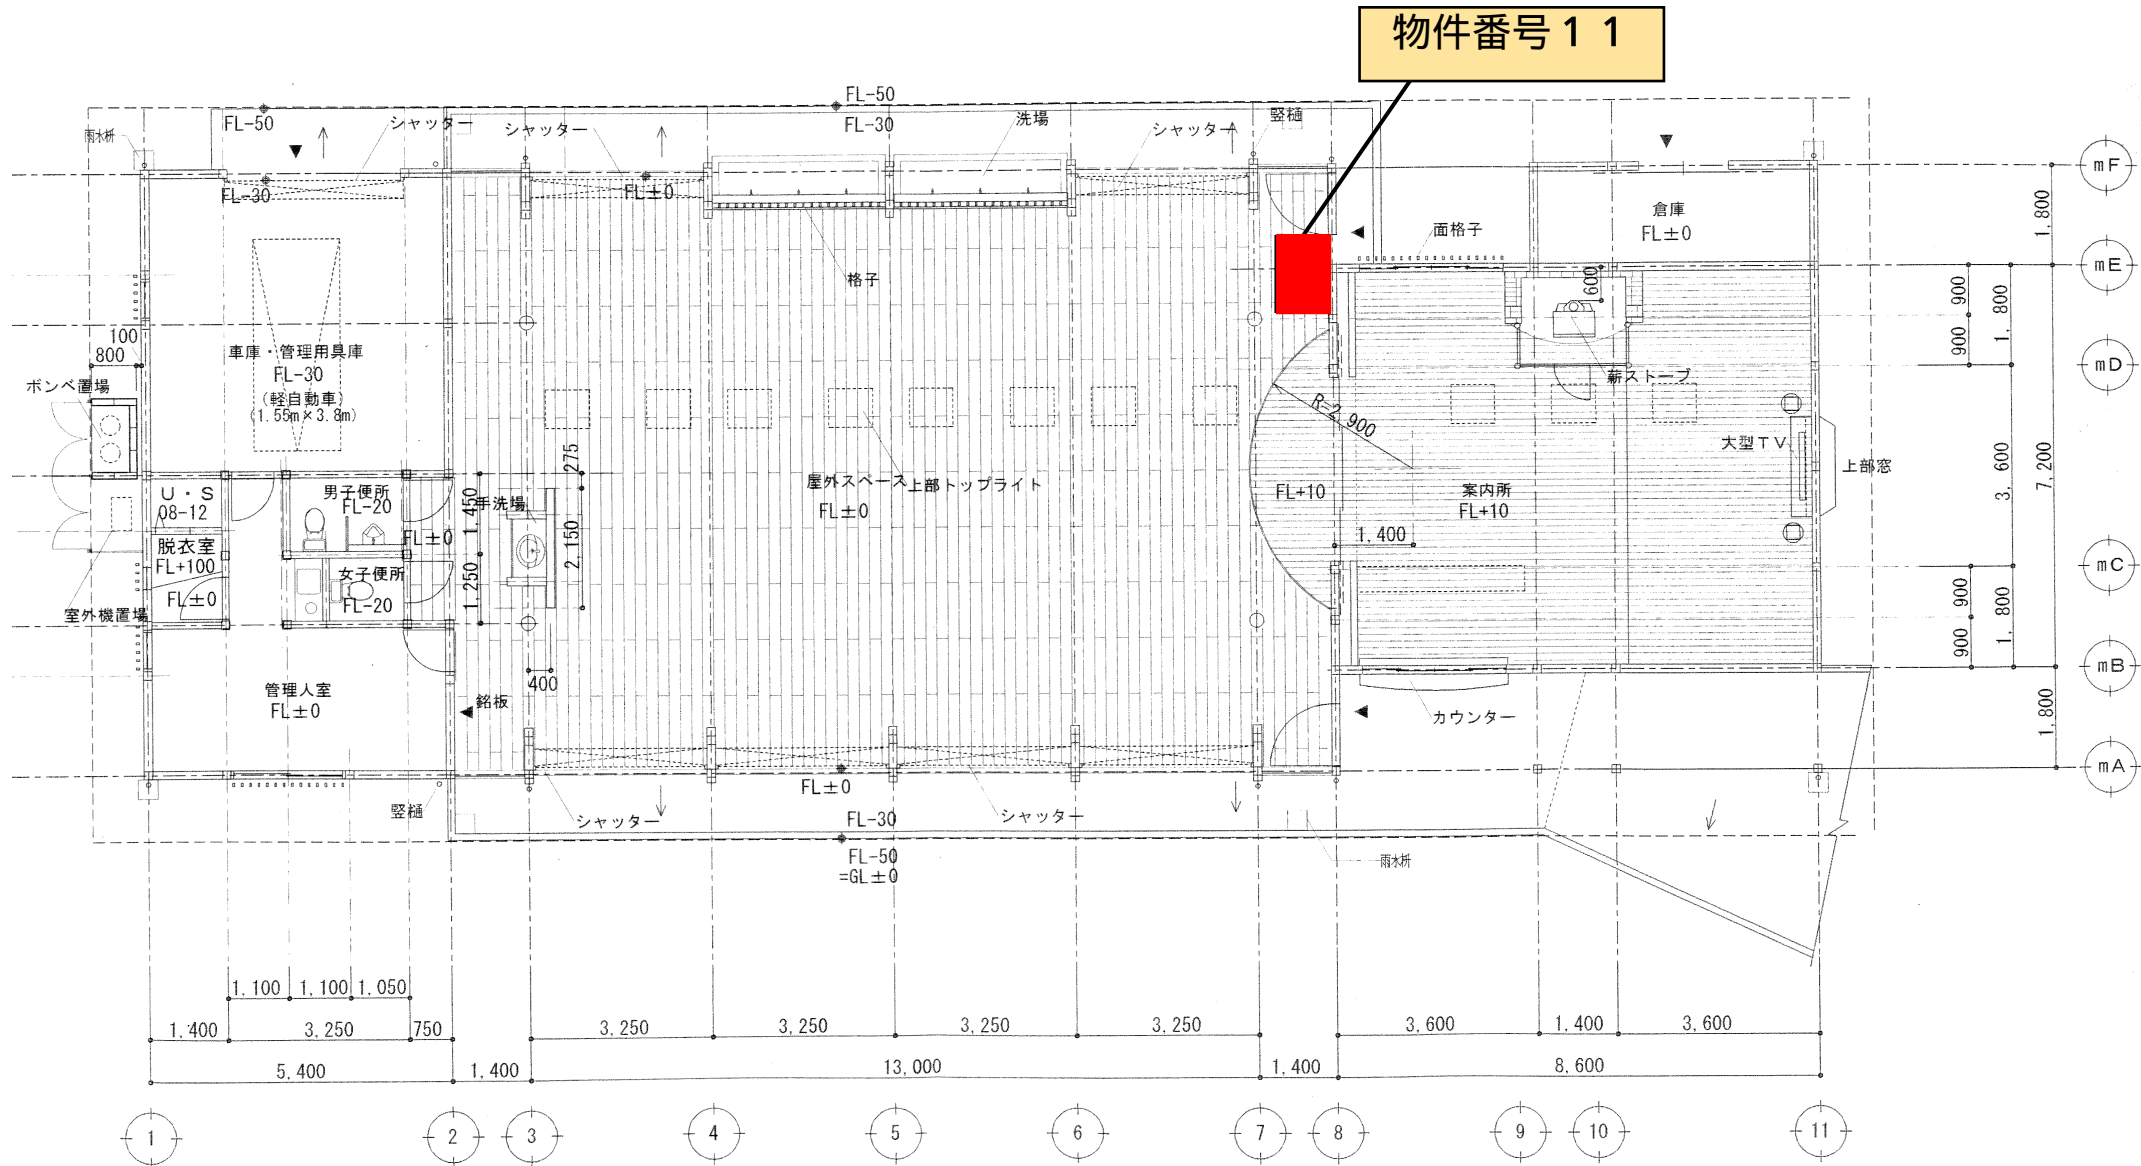 物件番号１１
FL-50
FL-50
FL-30
シャッター
シャッター
洗場
シャッター
竪樋
雨水桝
mF
FL-30
FL±0
倉庫
FL±0
面格子
1,800
mE
格子
600
900
1,800
100
800
車庫・管理用具庫
FL-30
(軽自動車)
(1.55m×3.8m)
900
mD
ボンベ置場
薪ストーブ
R=2,900
大型ＴＶ
上部窓
275
U・S
08-12
男子便所
FL-20
1,450
手洗場
屋外スペース
上部トップライト
FL±0
FL+10
案内所
FL+10
3,600
7,200
脱衣室
FL+100
FL±0
2,150
1,400
女子便所
FL-20
1,250
FL±0
室外機置場
mC
900
1,800
900
mB
400
管理人室
FL±0
銘板
カウンター
1,800
mA
竪樋
シャッター
FL±0
FL-30
シャッター
FL-50
=GL±0
雨水桝
1,100
1,100
1,050
1,400
3,250
750
3,250
3,250
3,250
3,250
3,600
1,400
3,600
5,400
1,400
13,000
1,400
8,600
1
2
3
4
5
6
7
8
9
10
11